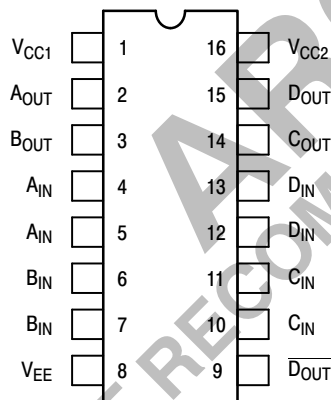 VCC1 1 16 VCC2
AOUT 2 15 DOUT
BOUT 3 14 COUT
AIN 4 13 DIN
AIN 5 12 DIN
BIN 6 11 CIN
BIN 7 10 CIN
VEE 8 9 DOUT